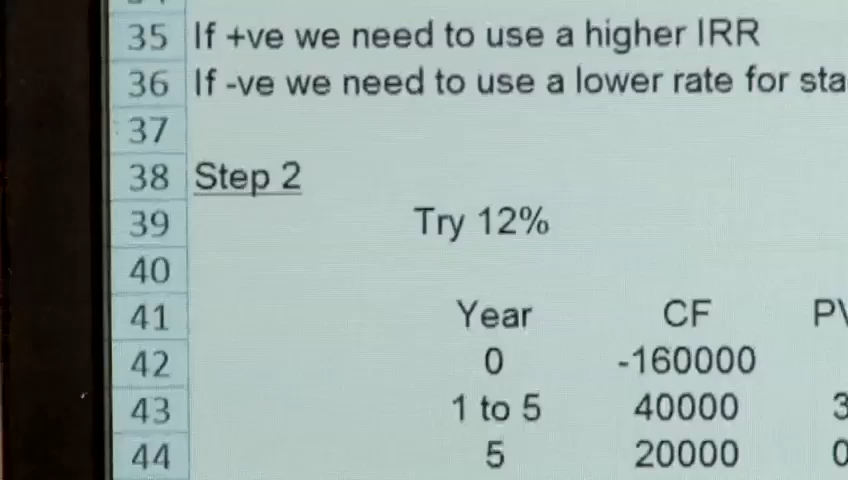 35 If +ve we need to use a higher IRR
36 If -ve we need to use a lower rate for
37
38 Step 2
39 Try 12%
40
41 Year CF
42 0 -160000
43 1 to 5 40000
44 5 20000